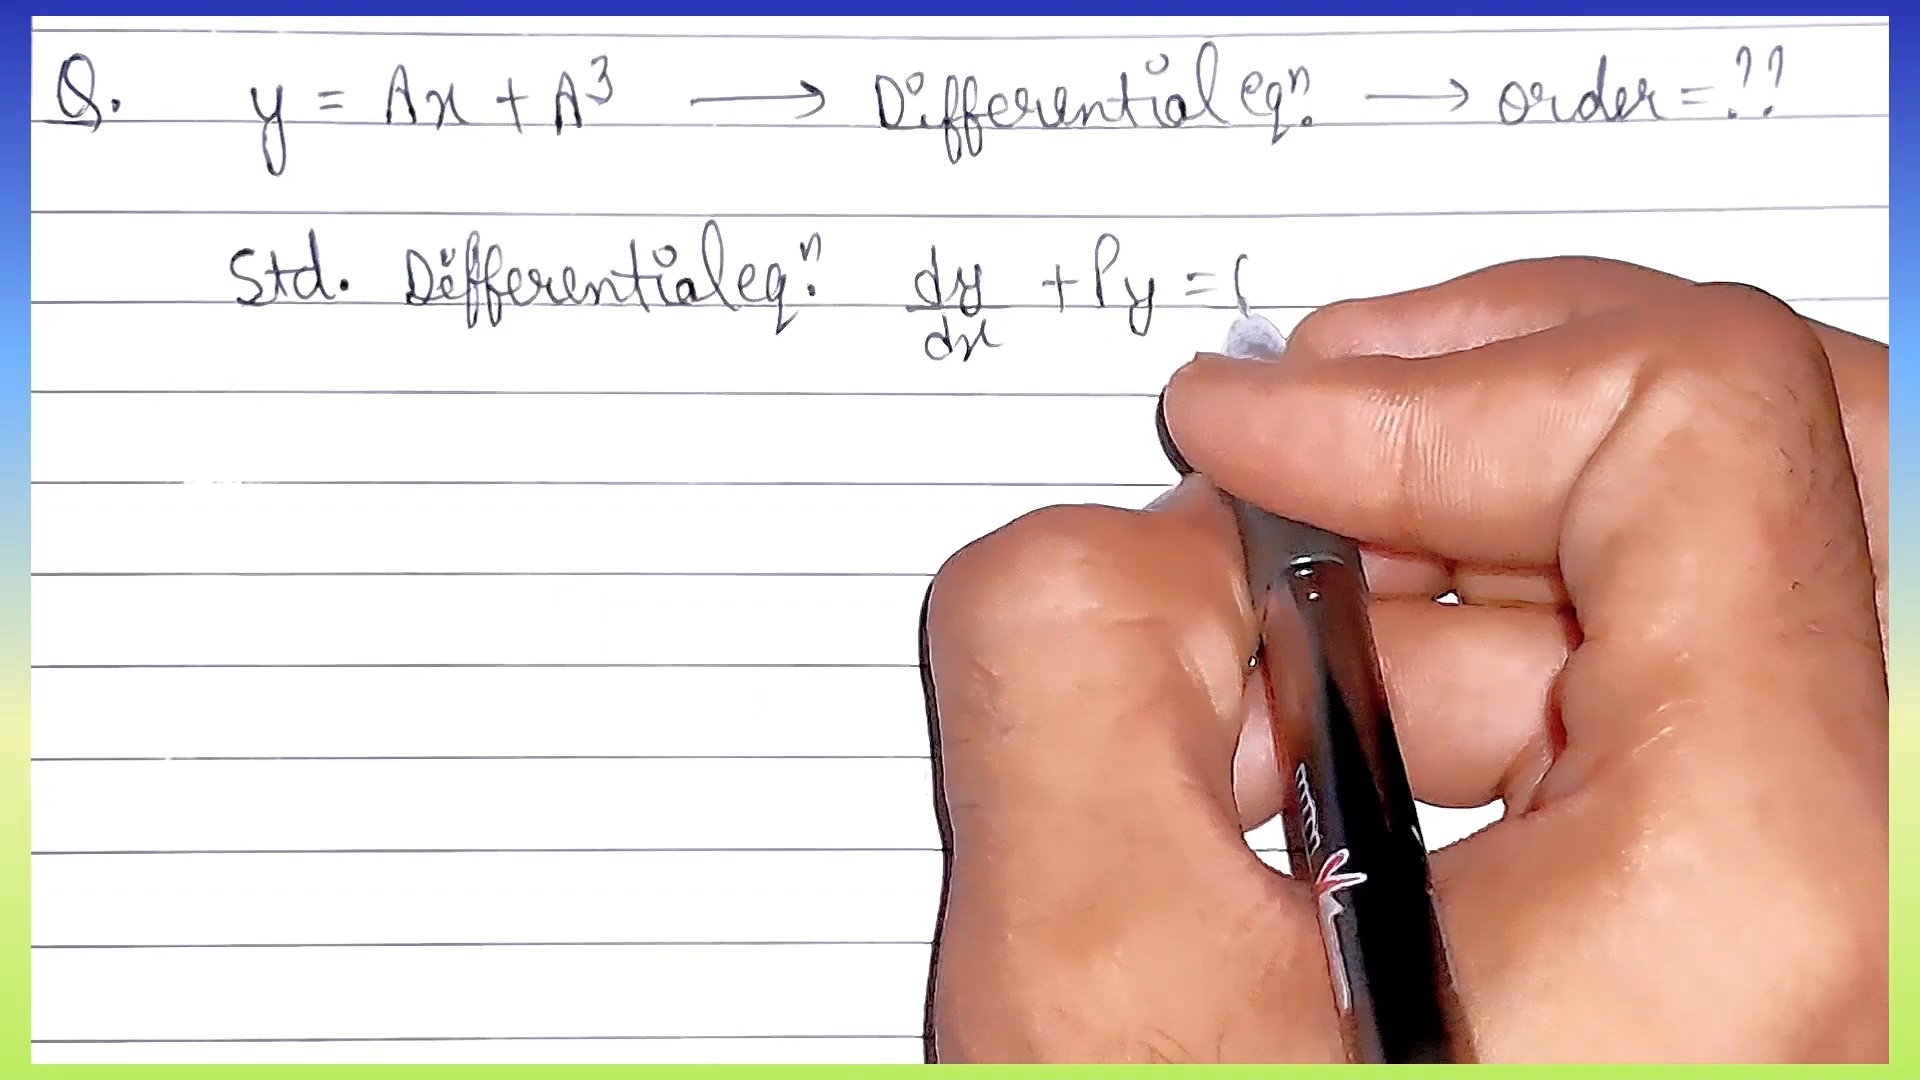 Q. y = Ax + A³ → Differential eqⁿ. → order = ??
Std. Differential eqⁿ. dy/dx + Py =